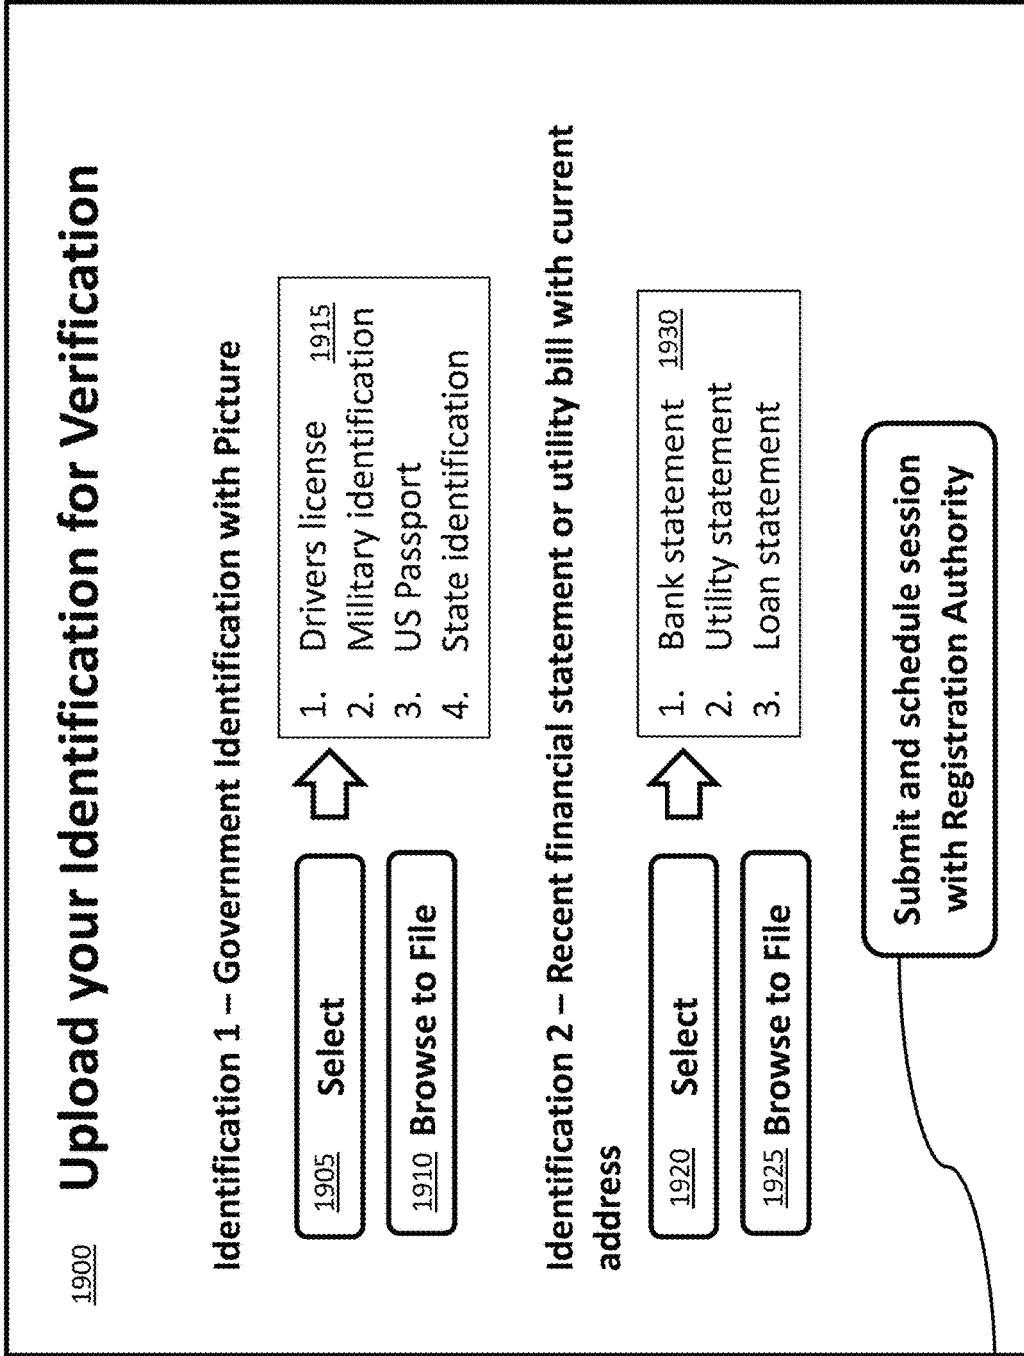 1900
Upload your Identification for Verification
Identification 1 – Government Identification with Picture
1905 Select
1910 Browse to File
1. Drivers license 1915
2. Military identification
3. US Passport
4. State identification
Identification 2 – Recent financial statement or utility bill with current
address
1920 Select
1925 Browse to File
1. Bank statement 1930
2. Utility statement
3. Loan statement
Submit and schedule session
with Registration Authority